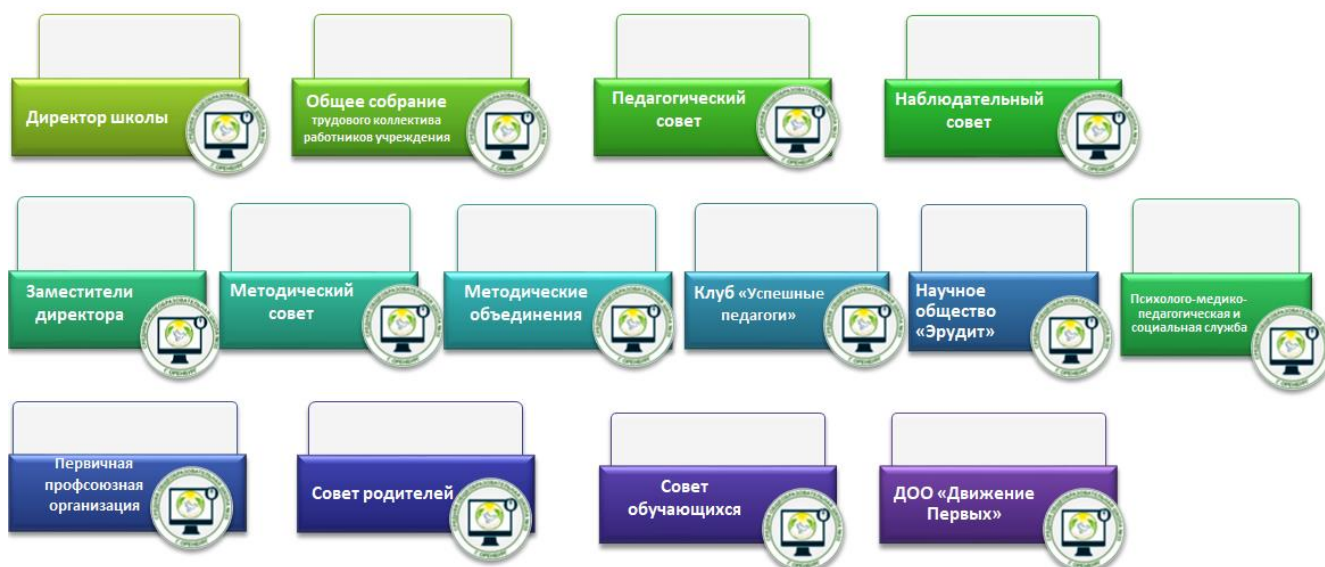 Директор школы
Общее собрание
трудового коллектива
работников учреждения
Педагогический
совет
Наблюдательный
совет
Заместители
директора
Методический
совет
Методические
объединения
Клуб «Успешные
педагоги»
Научное
общество
«Эрудит»
Психолого-медико-
педагогическая и
социальная служба
Первичная
профсоюзная
организация
Совет родителей
Совет
обучающихся
ДОО «Движение
Первых»